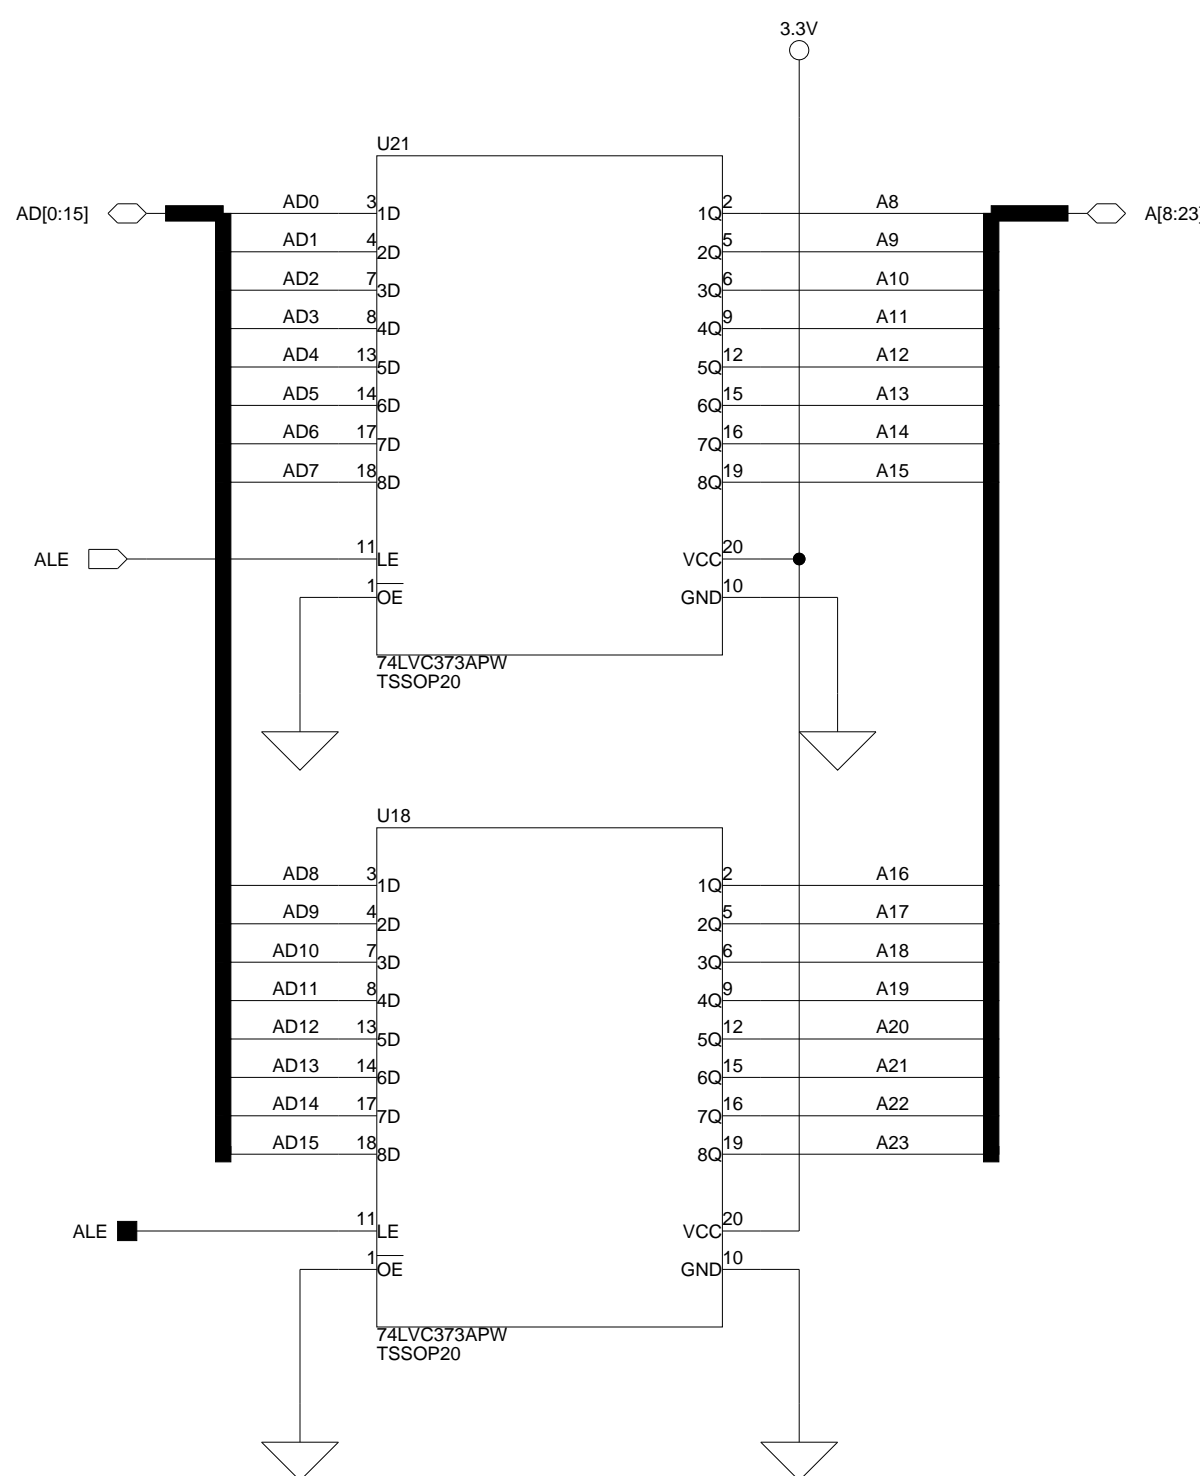 3.3V
U21
AD[0:15] AD0 3 1D 1Q 2 A8 A[8:23]
AD1 4 2D 2Q 5 A9
AD2 7 3D 3Q 6 A10
AD3 8 4D 4Q 9 A11
AD4 13 5D 5Q 12 A12
AD5 14 6D 6Q 15 A13
AD6 17 7D 7Q 16 A14
AD7 18 8D 8Q 19 A15
ALE 11 LE VCC 20
1 OE GND 10
74LVC373APW
TSSOP20
U18
AD8 3 1D 1Q 2 A16
AD9 4 2D 2Q 5 A17
AD10 7 3D 3Q 6 A18
AD11 8 4D 4Q 9 A19
AD12 13 5D 5Q 12 A20
AD13 14 6D 6Q 15 A21
AD14 17 7D 7Q 16 A22
AD15 18 8D 8Q 19 A23
ALE 11 LE VCC 20
1 OE GND 10
74LVC373APW
TSSOP20